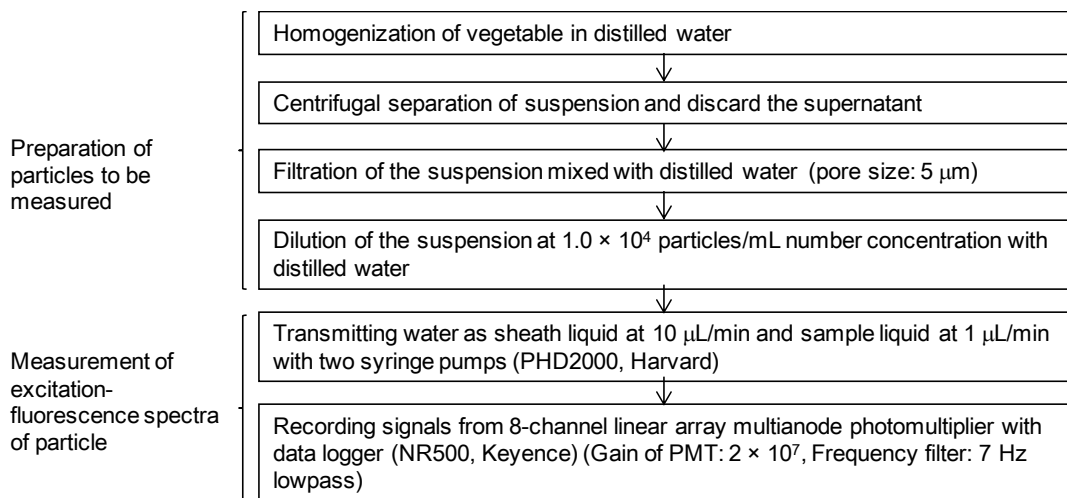 Homogenization of vegetable in distilled water
Centrifugal separation of suspension and discard the supernatant
Preparation of
particles to be
measured
Filtration of the suspension mixed with distilled water (pore size: 5 μm)
Dilution of the suspension at 1.0 × 10⁴ particles/mL number concentration with
distilled water
Transmitting water as sheath liquid at 10 μL/min and sample liquid at 1 μL/min
with two syringe pumps (PHD2000, Harvard)
Measurement of
excitation-
fluorescence spectra
of particle
Recording signals from 8-channel linear array multianode photomultiplier with
data logger (NR500, Keyence) (Gain of PMT: 2 × 10⁷, Frequency filter: 7 Hz
lowpass)